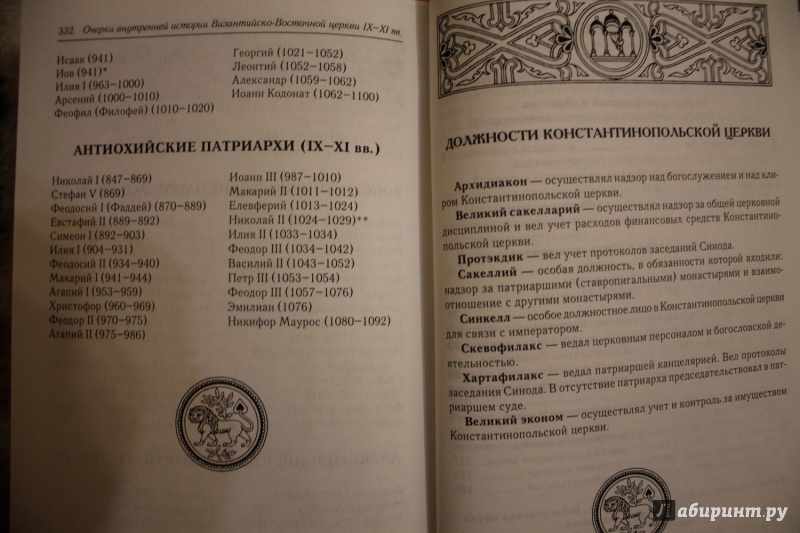 332 Очерки внутренней истории Византийско-Восточной церкви IX–XI вв.
Исаак (941)
Иов (941)*
Илия I (963–1000)
Арсений (1000–1010)
Феофил (Филофей) (1010–1020)
Георгий (1021–1052)
Леонтий (1052–1058)
Александр (1059–1062)
Иоанн Кодонат (1062–1100)
АНТИОХИЙСКИЕ ПАТРИАРХИ (IX–XI вв.)
Николай I (847–869)
Стефан V (869)
Феодосий I (Фаддей) (870–889)
Евстафий II (889–892)
Симеон I (892–903)
Илия I (904–931)
Феодосий II (934–940)
Макарий I (941–944)
Агапий I (953–959)
Христофор (960–969)
Феодор II (970–975)
Агапий II (975–986)
Иоанн III (987–1010)
Макарий II (1011–1012)
Елевферий (1013–1024)
Николай II (1024–1029)**
Илия II (1033–1034)
Феодор III (1034–1042)
Василий II (1043–1052)
Петр III (1053–1054)
Феодор III (1057–1076)
Эмилиан (1076)
Никифор Маурос (1080–1092)
ДОЛЖНОСТИ КОНСТАНТИНОПОЛЬСКОЙ ЦЕРКВИ
Архидиакон — осуществлял надзор над богослужением и над кли-
ром Константинопольской церкви.
Великий сакелларий — осуществлял надзор за общей церковной
дисциплиной и вел учет расходов финансовых средств Константино-
польской церкви.
Протэкдик — вел учет протоколов заседаний Синода.
Сакеллий — особая должность, в обязанности которой входили:
надзор за патриаршими (ставропигальными) монастырями и взаимо-
отношение с другими монастырями.
Синкелл — особое должностное лицо в Константинопольской церкви
для связи с императором.
Скевофилакс — ведал церковным персоналом и богословской де-
ятельностью.
Хартафилакс — ведал патриаршей канцелярией. Вел протоколы
заседания Синода. В отсутствие патриарха председательствовал в пат-
риаршем суде.
Великий эконом — осуществлял учет и контроль за имуществом
Константинопольской церкви.
Лабиринт.ру